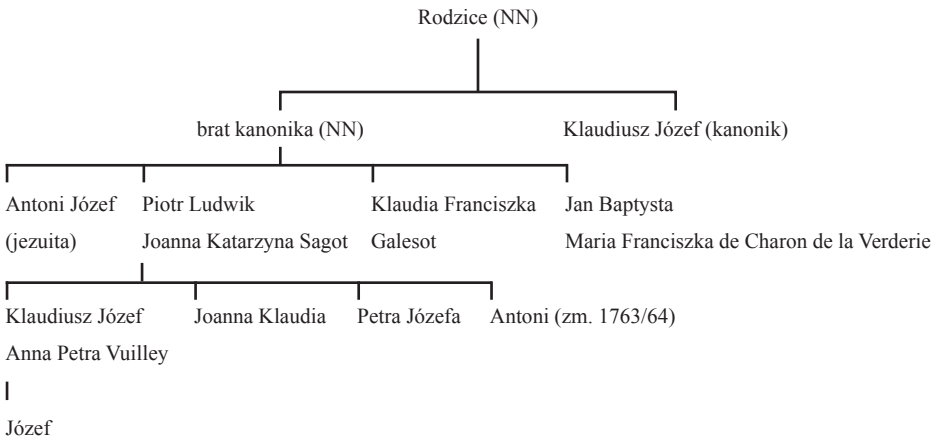 Rodzice (NN)
brat kanonika (NN) Klaudiusz Józef (kanonik)
Antoni Józef Piotr Ludwik Klaudia Franciszka Jan Baptysta
(jezuita) Joanna Katarzyna Sagot Galesot Maria Franciszka de Charon de la Verderie
Klaudiusz Józef Joanna Klaudia Petra Józefa Antoni (zm. 1763/64)
Anna Petra Vuilley
Józef